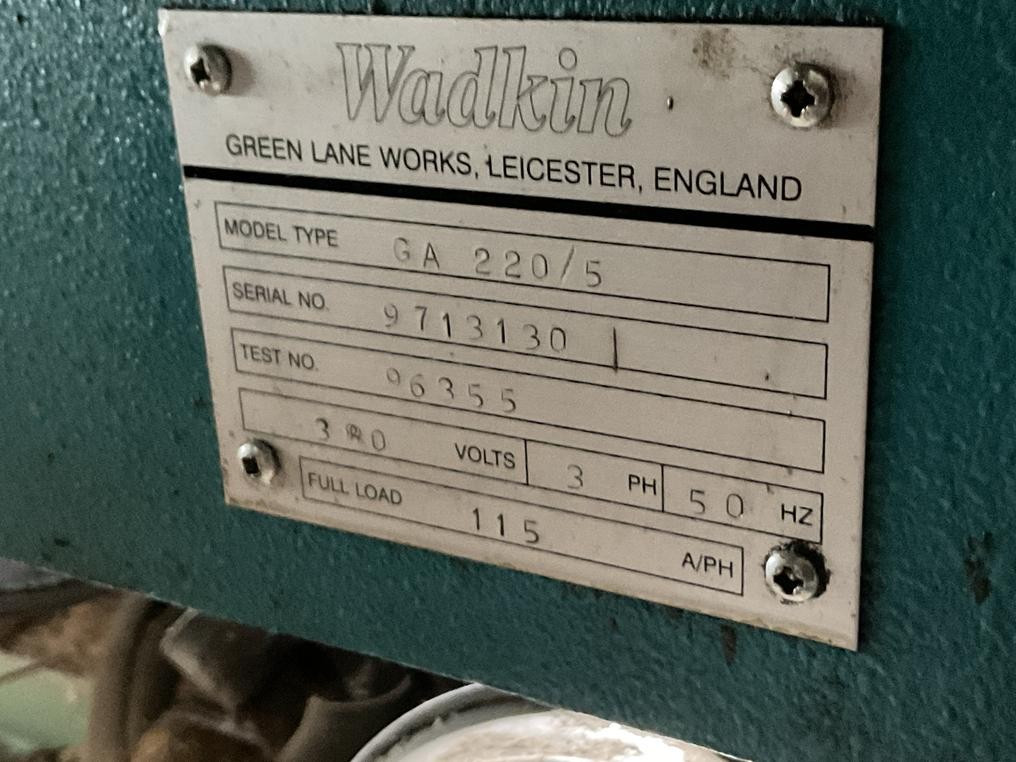 Wadkin
GREEN LANE WORKS, LEICESTER, ENGLAND
MODEL TYPE GA 220/5
SERIAL NO. 9713130
TEST NO. 96355
380 VOLTS 3 PH 50 HZ
FULL LOAD 115 A/PH